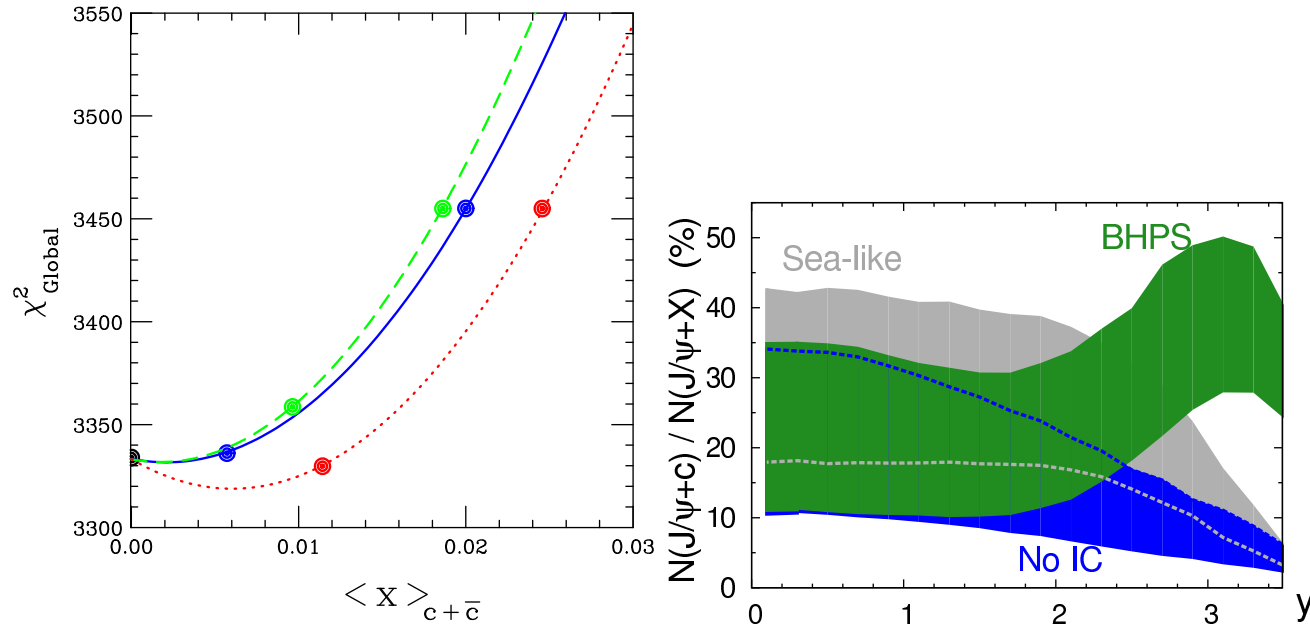 3550
3500
3450
3400
3350
3300
χ²Global
0.00
0.01
0.02
0.03
< x >c + c̅
50
40
30
20
10
0
N(J/ψ+c) / N(J/ψ+X) (%)
BHPS
Sea-like
No IC
0
1
2
3
y